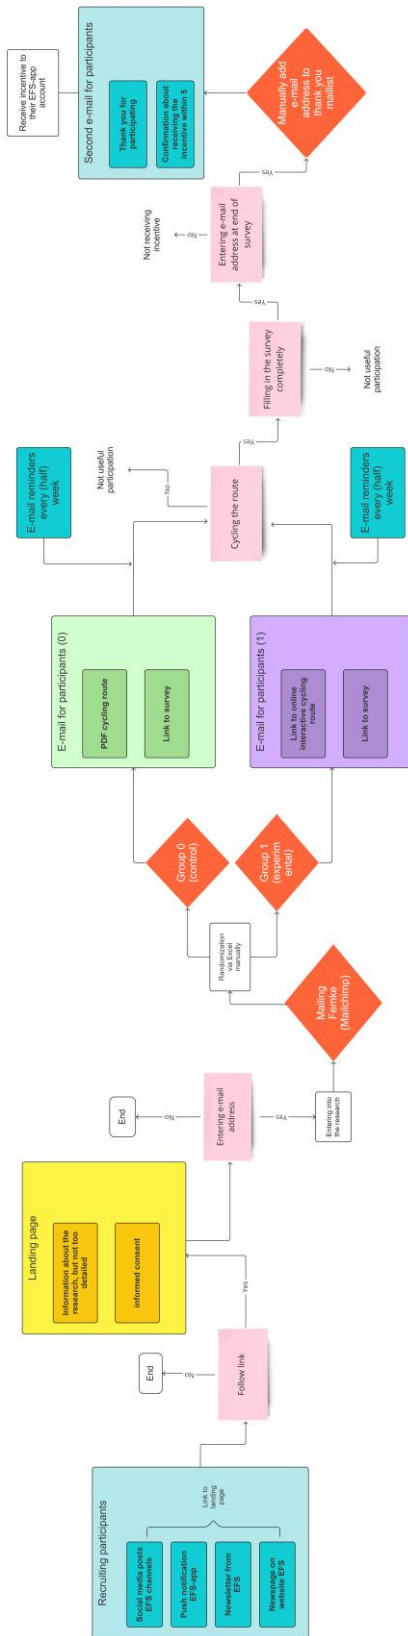 Recruiting participants
Social media posts
EFS channels
Push notification
EFS-app
Newsletter from
EFS
Newspage on
website EFS
Link to
landing
page
Follow link
No
End
Yes
Landing page
Information about the
research, but not too
detailed
informed consent
Entering e-mail
address
No
End
Yes
Entering into
the research
Mailing
Femke
(Mailchimp)
Randomization
via Excel
manually
Group 0
(control)
Group 1
(experim
ental)
E-mail for participants (0)
PDF cycling route
Link to survey
E-mail for participants (1)
Link to online
interactive cycling
route
Link to survey
E-mail reminders
every (half)
week
E-mail reminders
every (half)
week
Cycling the route
No
Not useful
participation
Yes
Filling in the survey
completely
No
Not useful
participation
Yes
Entering e-mail
address at end of
survey
No
Not receiving
incentive
Yes
Manually add
e-mail
address to
thank you
maillist
Second e-mail for participants
Thank you for
participating
Confirmation about
receiving the
incentive within 5
Receive incentive to
their EFS-app
account